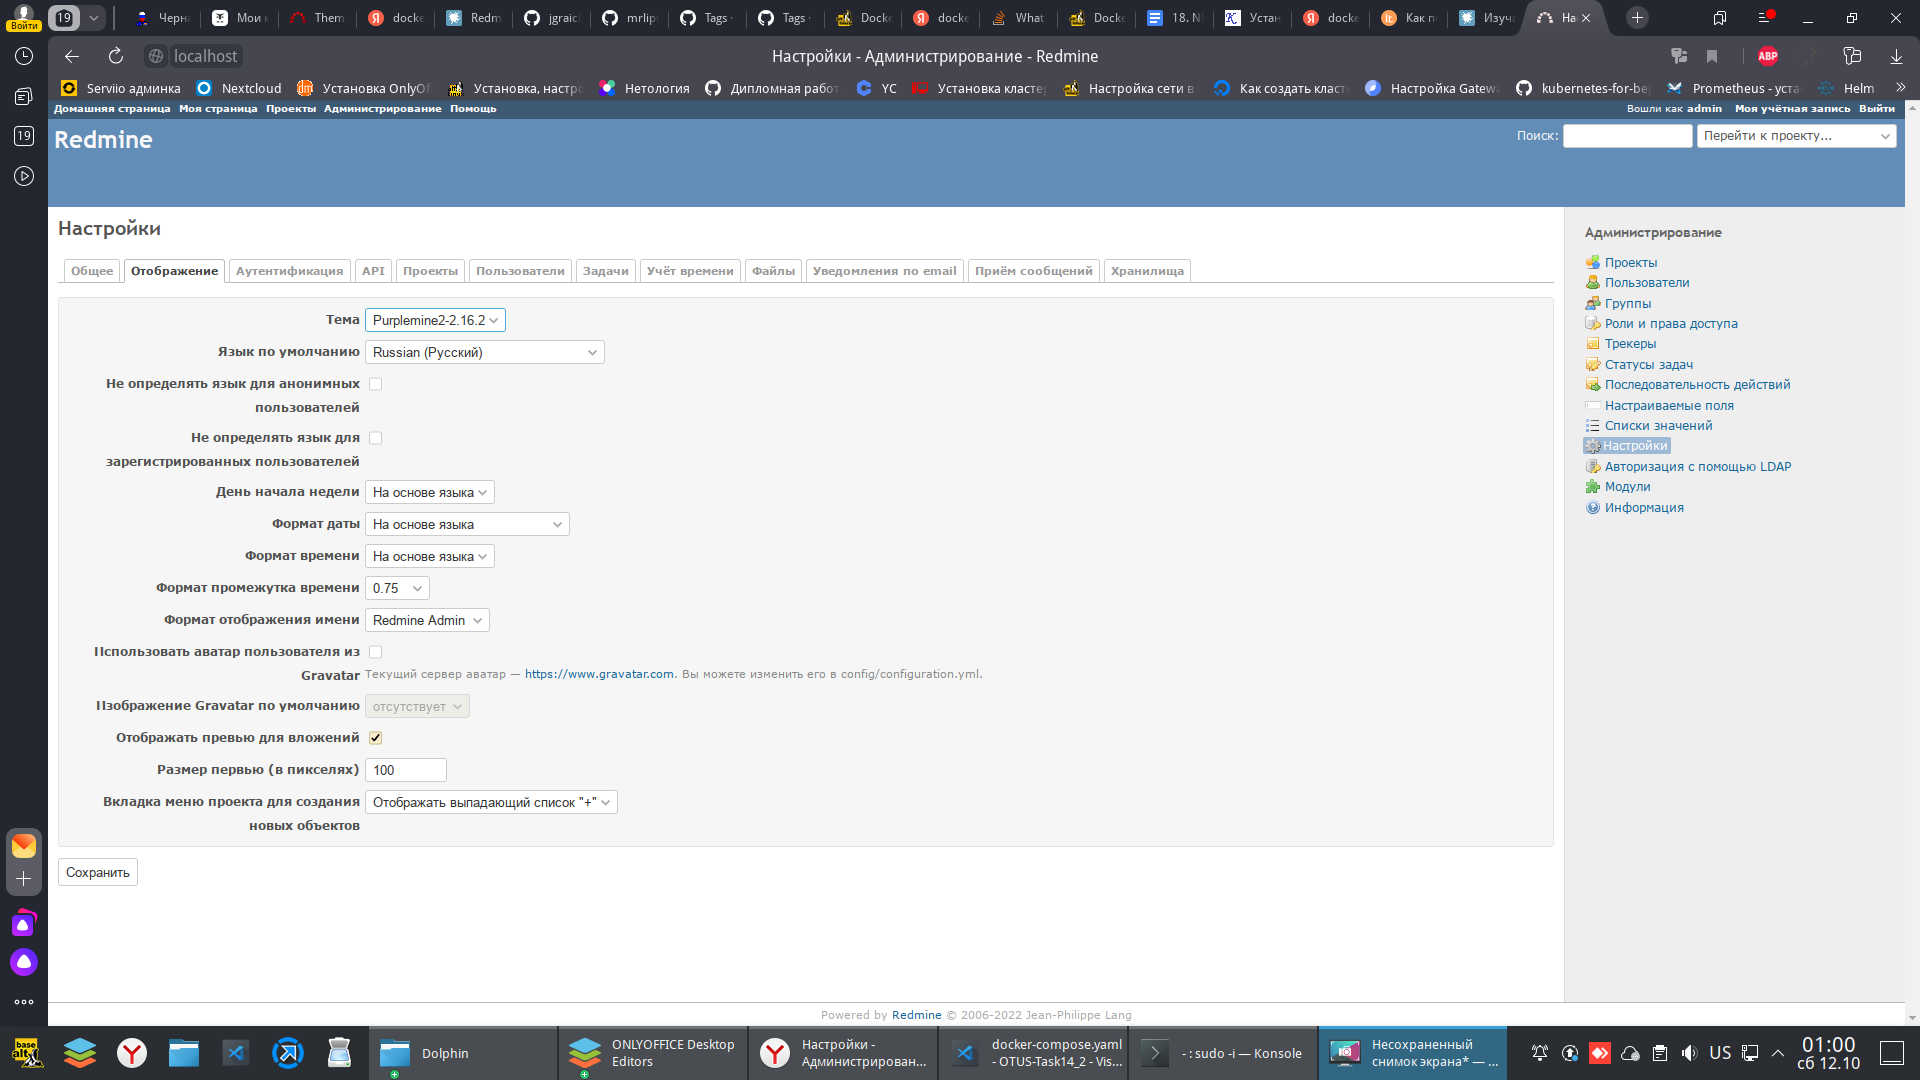 19
Черн
Мои к
Them
docke
Redm
jgraicl
mrlip
Tags ·
Tags ·
Docke
docke
What
Docke
18. N
Устан
docke
Как п
Изуч
На
Войти
localhost
Настройки - Администрирование - Redmine
ABP
Serviio админка
Nextcloud
Установка OnlyOf
Установка, настро
Нетология
Дипломная работ
YC
Установка кластер
Настройка сети в
Как создать класт
Настройка Gatewa
kubernetes-for-be
Prometheus - уста
Helm
19
Домашняя страница Моя страница Проекты Администрирование Помощь
Вошли как admin Моя учётная запись Выйти
Redmine
Поиск:
Перейти к проекту...
Настройки
Общее
Отображение
Аутентификация
API
Проекты
Пользователи
Задачи
Учёт времени
Файлы
Уведомления по email
Приём сообщений
Хранилища
Тема Purplemine2-2.16.2
Язык по умолчанию Russian (Русский)
Не определять язык для анонимных
пользователей
Не определять язык для
зарегистрированных пользователей
День начала недели На основе языка
Формат даты На основе языка
Формат времени На основе языка
Формат промежутка времени 0.75
Формат отображения имени Redmine Admin
Использовать аватар пользователя из
Gravatar Текущий сервер аватар — https://www.gravatar.com. Вы можете изменить его в config/configuration.yml.
Изображение Gravatar по умолчанию отсутствует
Отображать превью для вложений
Размер первью (в пикселях) 100
Вкладка меню проекта для создания Отображать выпадающий список "+"
новых объектов
Сохранить
Администрирование
Проекты
Пользователи
Группы
Роли и права доступа
Трекеры
Статусы задач
Последовательность действий
Настраиваемые поля
Списки значений
Настройки
Авторизация с помощью LDAP
Модули
Информация
Powered by Redmine © 2006-2022 Jean-Philippe Lang
base
alt
Dolphin
ONLYOFFICE Desktop
Editors
Настройки -
Администрирован...
docker-compose.yaml
- OTUS-Task14_2 - Vis...
- : sudo -i — Konsole
Несохраненный
снимок экрана* — ...
US
01:00
сб 12.10